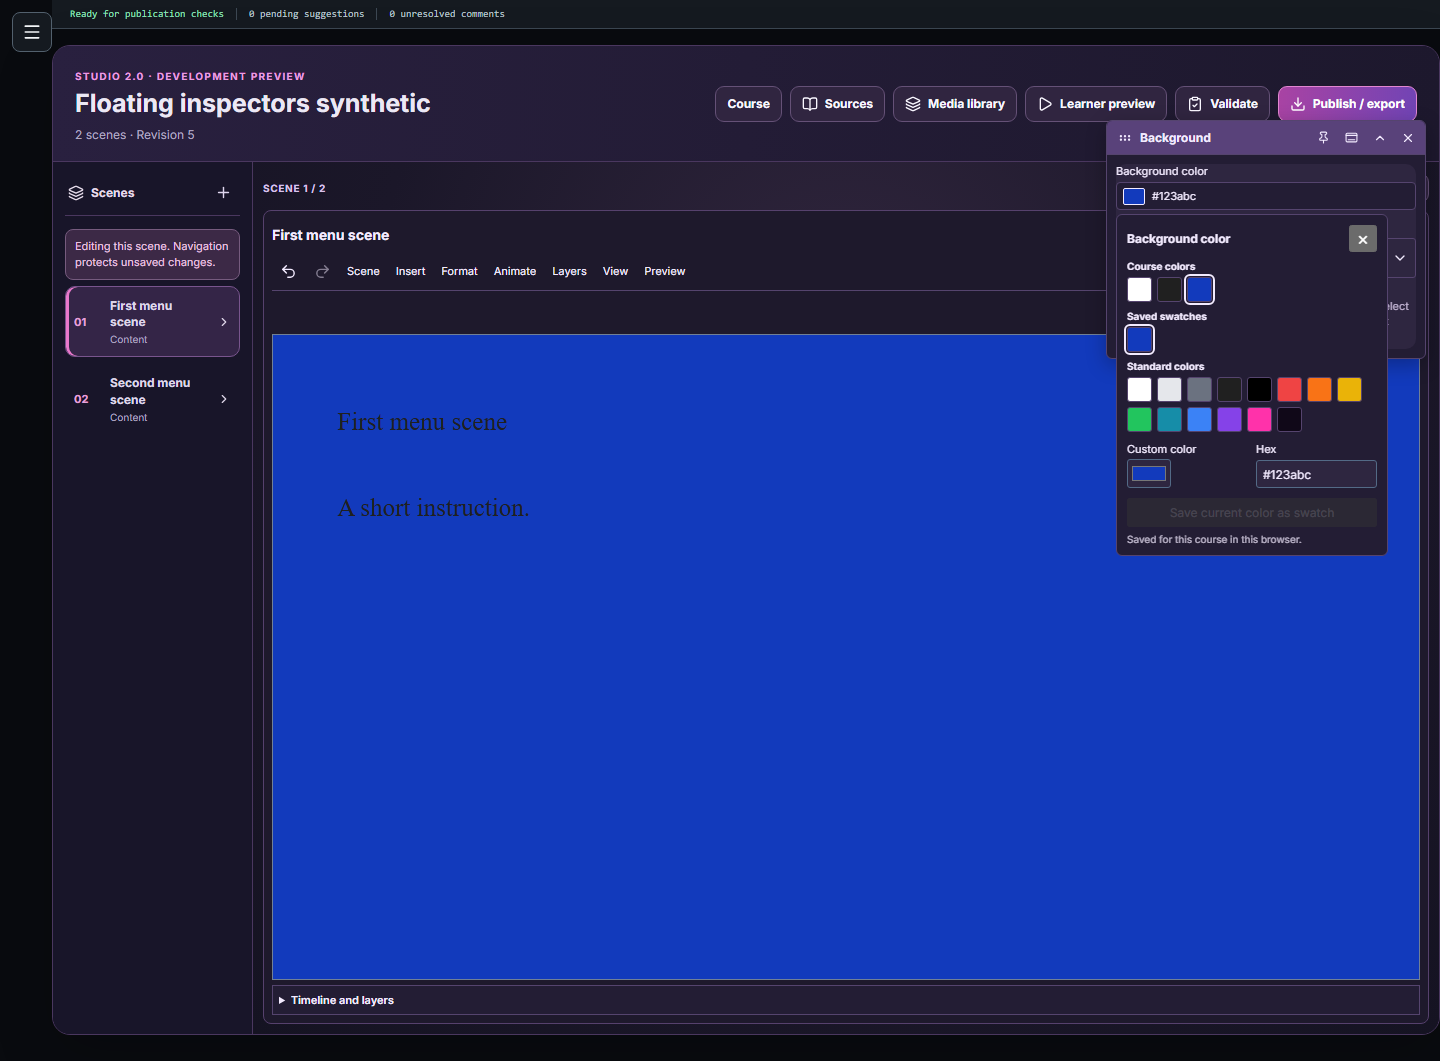 Ready for publication checks
0 pending suggestions
0 unresolved comments
STUDIO 2.0 · DEVELOPMENT PREVIEW
Floating inspectors synthetic
2 scenes · Revision 5
Course
Sources
Media library
Learner preview
Validate
Publish / export
Scenes
Editing this scene. Navigation
protects unsaved changes.
01
First menu
scene
Content
02
Second menu
scene
Content
SCENE 1 / 2
First menu scene
Scene
Insert
Format
Animate
Layers
View
Preview
First menu scene
A short instruction.
Timeline and layers
Background
Background color
#123abc
Background color
Course colors
Saved swatches
Standard colors
Custom color
Hex
#123abc
Save current color as swatch
Saved for this course in this browser.